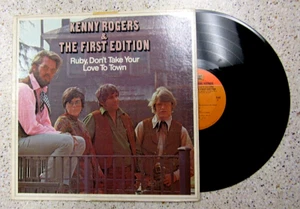 KENNY ROGERS
&
THE FIRST EDITION
Ruby, Don't Take Your
Love To Town